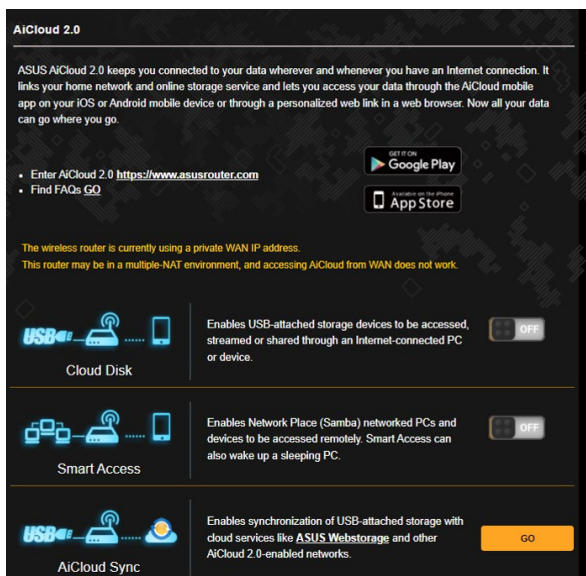 AiCloud 2.0
ASUS AiCloud 2.0 keeps you connected to your data wherever and whenever you have an Internet connection. It
links your home network and online storage service and lets you access your data through the AiCloud mobile
app on your iOS or Android mobile device or through a personalized web link in a web browser. Now all your data
can go where you go.
GET IT ON
Google Play
Enter AiCloud 2.0 https://www.asusrouter.com
Find FAQs GO
Available on the iPhone
App Store
The wireless router is currently using a private WAN IP address.
This router may be in a multiple-NAT environment, and accessing AiCloud from WAN does not work.
USB
Cloud Disk
Enables USB-attached storage devices to be accessed,
streamed or shared through an Internet-connected PC
or device.
OFF
Smart Access
Enables Network Place (Samba) networked PCs and
devices to be accessed remotely. Smart Access can
also wake up a sleeping PC.
OFF
USB
AiCloud Sync
Enables synchronization of USB-attached storage with
cloud services like ASUS Webstorage and other
AiCloud 2.0-enabled networks.
GO